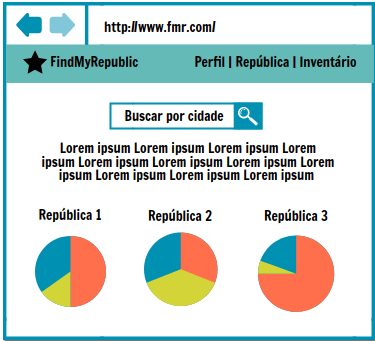 http://www.fmr.com/
FindMyRepublic
Perfil | República | Inventário
Buscar por cidade
Lorem ipsum Lorem ipsum Lorem ipsum Lorem
ipsum Lorem ipsum Lorem ipsum Lorem ipsum Lorem
ipsum Lorem ipsum Lorem ipsum Lorem ipsum
República 1
República 2
República 3